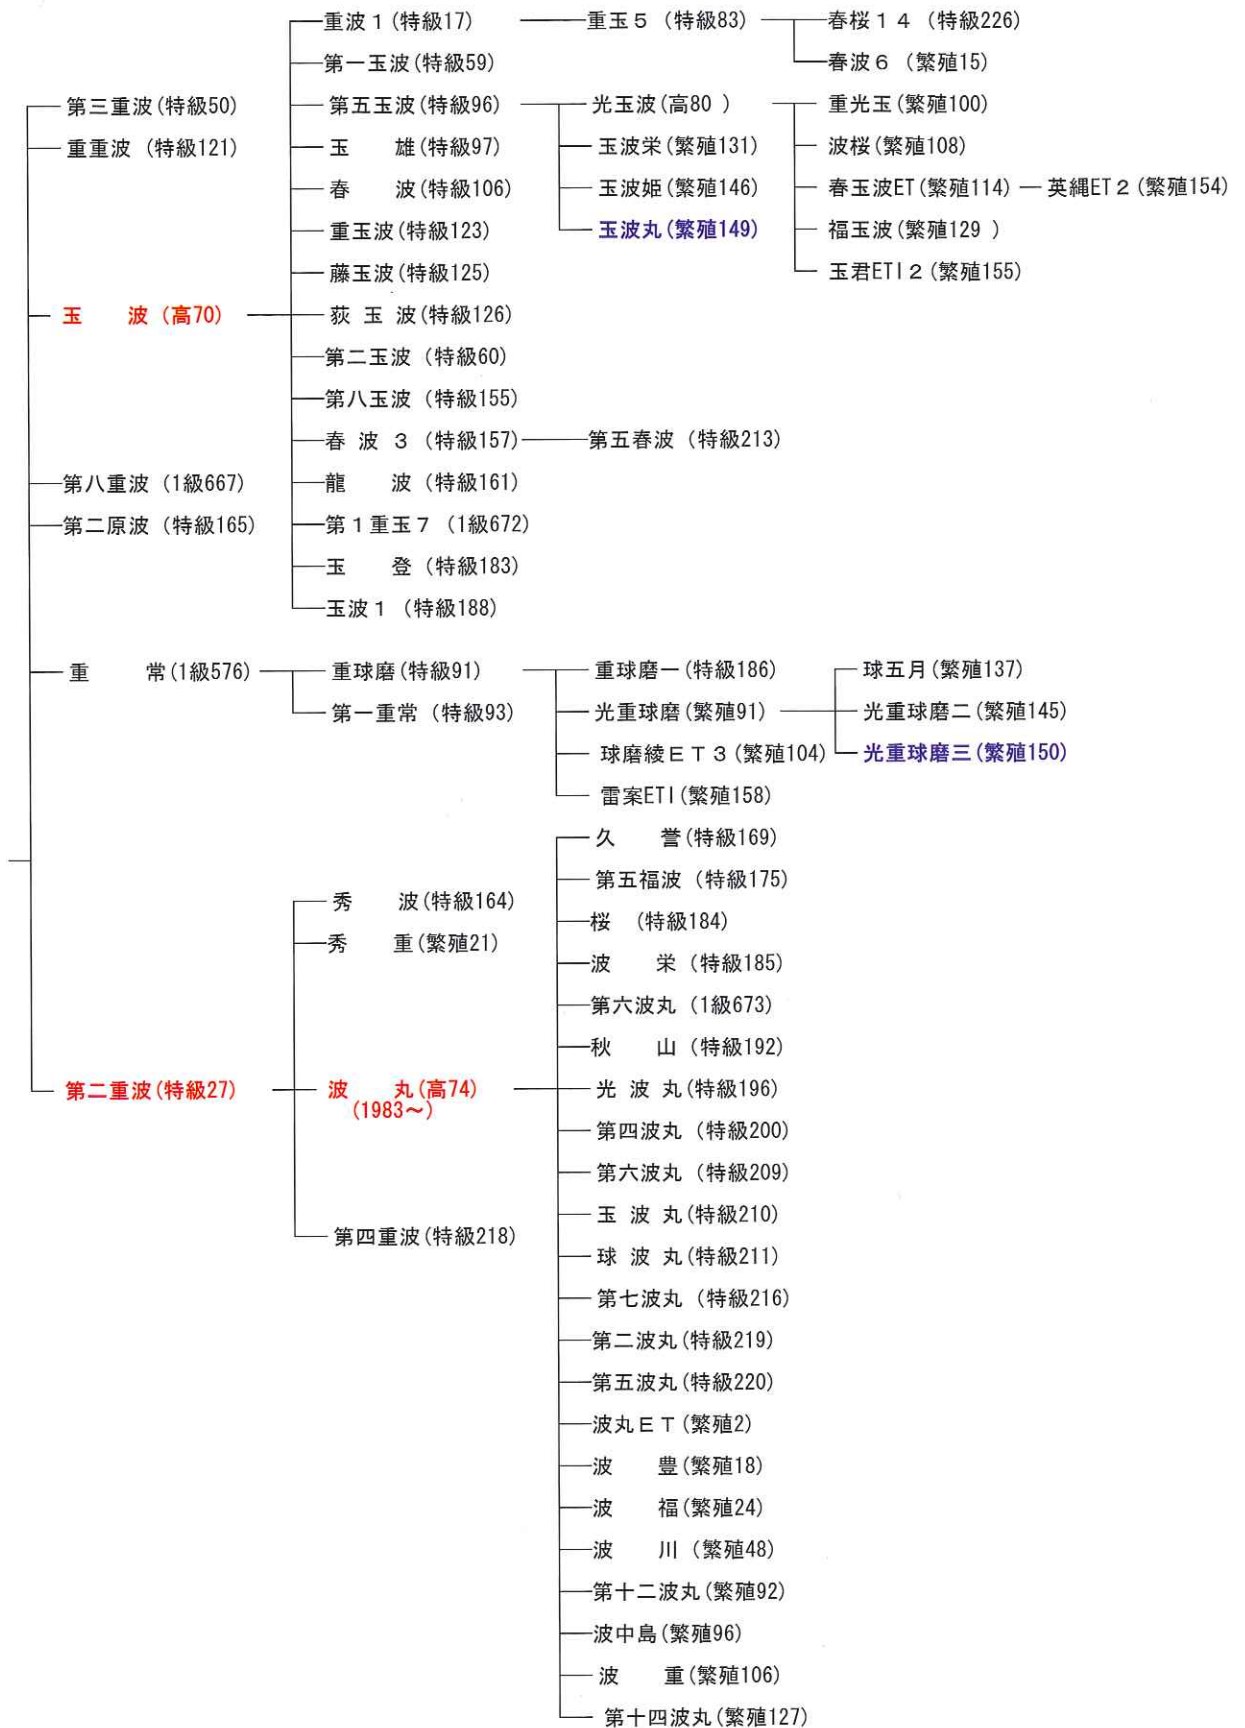 重波１(特級17) 重玉５ (特級83) 春桜１４ (特級226)
第一玉波(特級59) 春波６ (繁殖15)
第三重波(特級50) 第五玉波(特級96) 光玉波(高80 ) 重光玉(繁殖100)
重重波 (特級121) 玉　　雄(特級97) 玉波栄(繁殖131) 波桜(繁殖108)
春　　波 (特級106) 玉波姫(繁殖146) 春玉波ET(繁殖114) 英縄ET２(繁殖154)
重玉波(特級123) 玉波丸(繁殖149) 福玉波(繁殖129 )
藤玉波(特級125) 玉君ETI２(繁殖155)
玉　　波 (高70) 荻 玉 波(特級126)
第二玉波 (特級60)
第八玉波 (特級155)
春 波 ３ (特級157) 第五春波 (特級213)
第八重波 (1級667) 龍　　波 (特級161)
第二原波 (特級165) 第１重玉７ (1級672)
玉　　登 (特級183)
玉波１ (特級188)
重　　常(1級576) 重球磨(特級91) 重球磨一(特級186) 球五月(繁殖137)
第一重常 (特級93) 光重球磨(繁殖91) 光重球磨二(繁殖145)
球磨綾ＥＴ３(繁殖104) 光重球磨三(繁殖150)
雷案ETI(繁殖158)
久　　誉(特級169)
第五福波 (特級175)
秀　　波(特級164)
桜 (特級184)
秀　　重(繁殖21)
波　　栄 (特級185)
第六波丸 (1級673)
秋　　山 (特級192)
第二重波(特級27) 波　　丸(高74) 光 波 丸(特級196)
(1983～)
第四波丸 (特級200)
第六波丸 (特級209)
玉 波 丸(特級210)
第四重波(特級218)
球 波 丸(特級211)
第七波丸 (特級216)
第二波丸(特級219)
第五波丸(特級220)
波丸ＥＴ(繁殖2)
波　　豊(繁殖18)
波　　福(繁殖24)
波　　川 (繁殖48)
第十二波丸(繁殖92)
波中島(繁殖96)
波　　重(繁殖106)
第十四波丸(繁殖127)